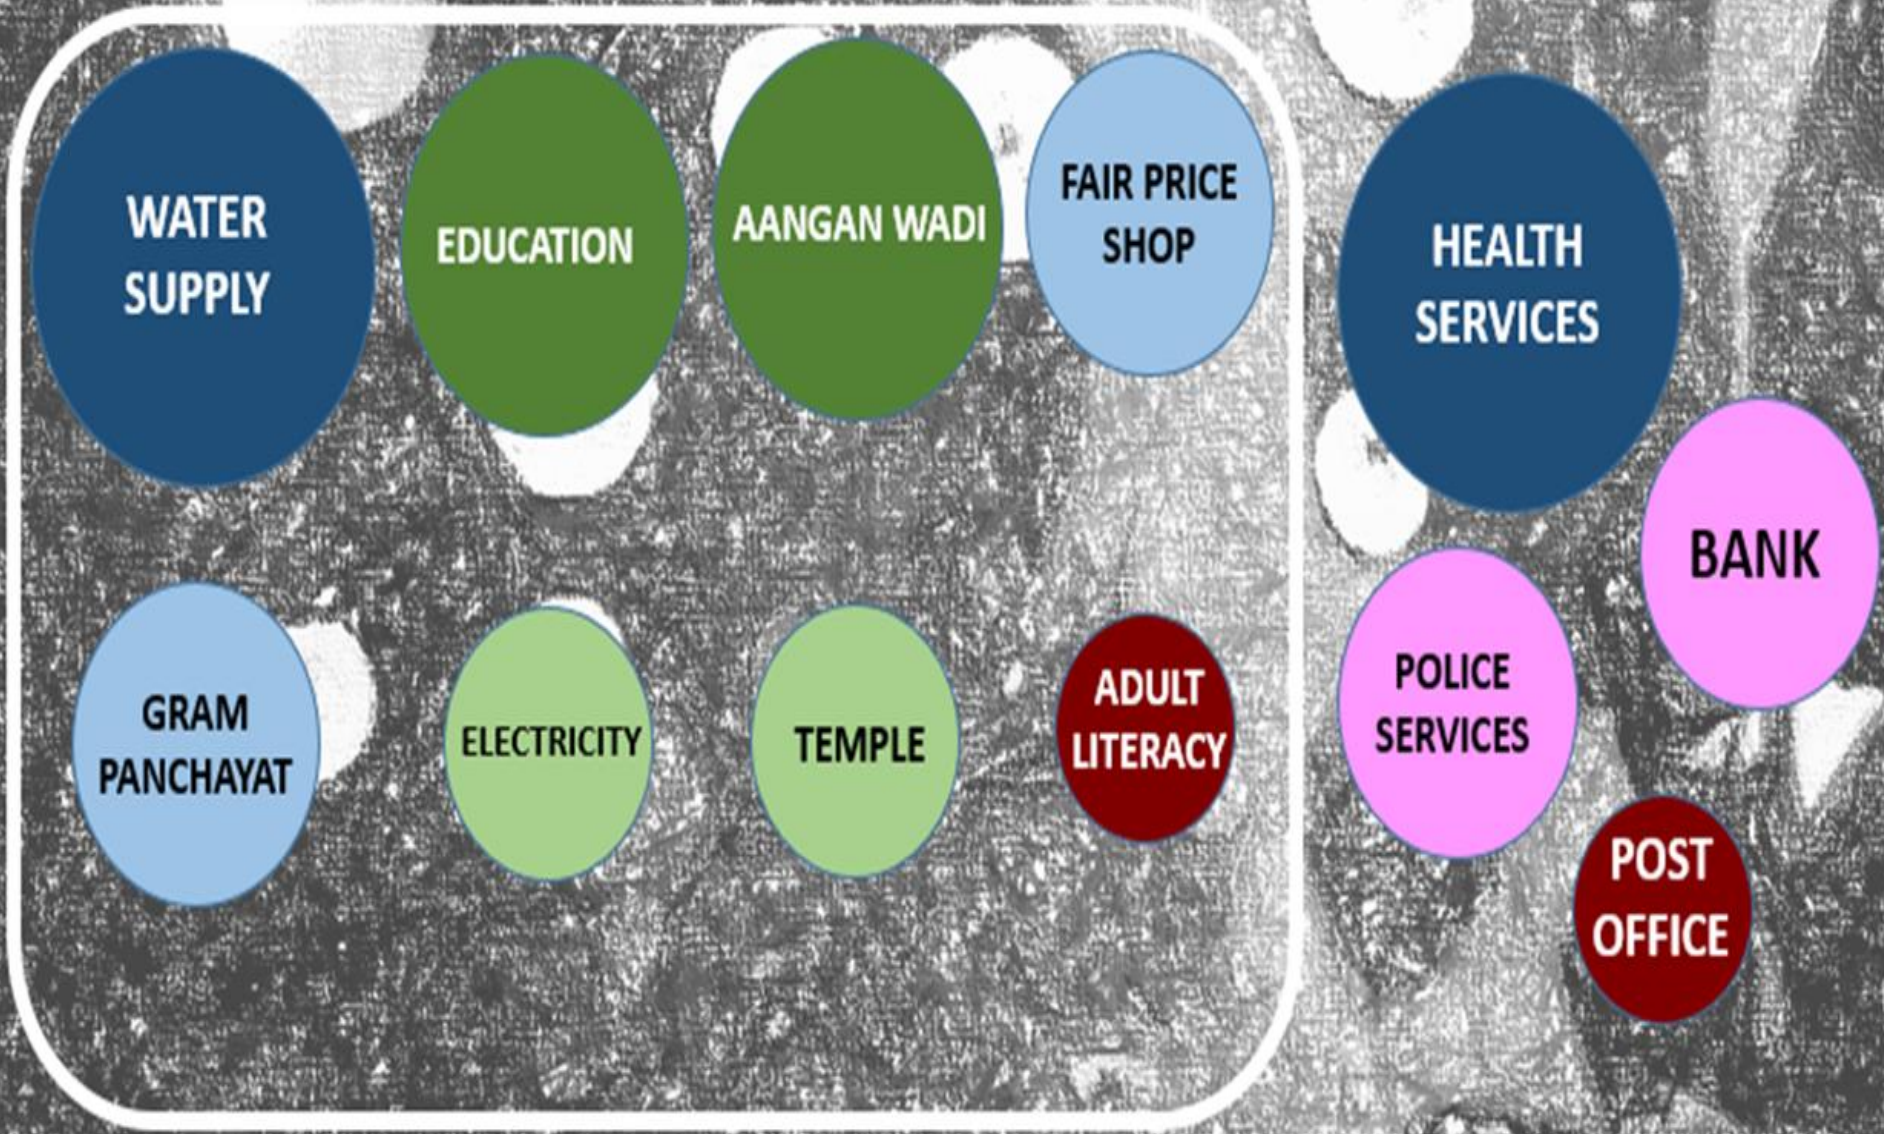 WATER
SUPPLY
EDUCATION
AANGAN WADI
FAIR PRICE
SHOP
HEALTH
SERVICES
BANK
GRAM
PANCHAYAT
ELECTRICITY
TEMPLE
ADULT
LITERACY
POLICE
SERVICES
POST
OFFICE